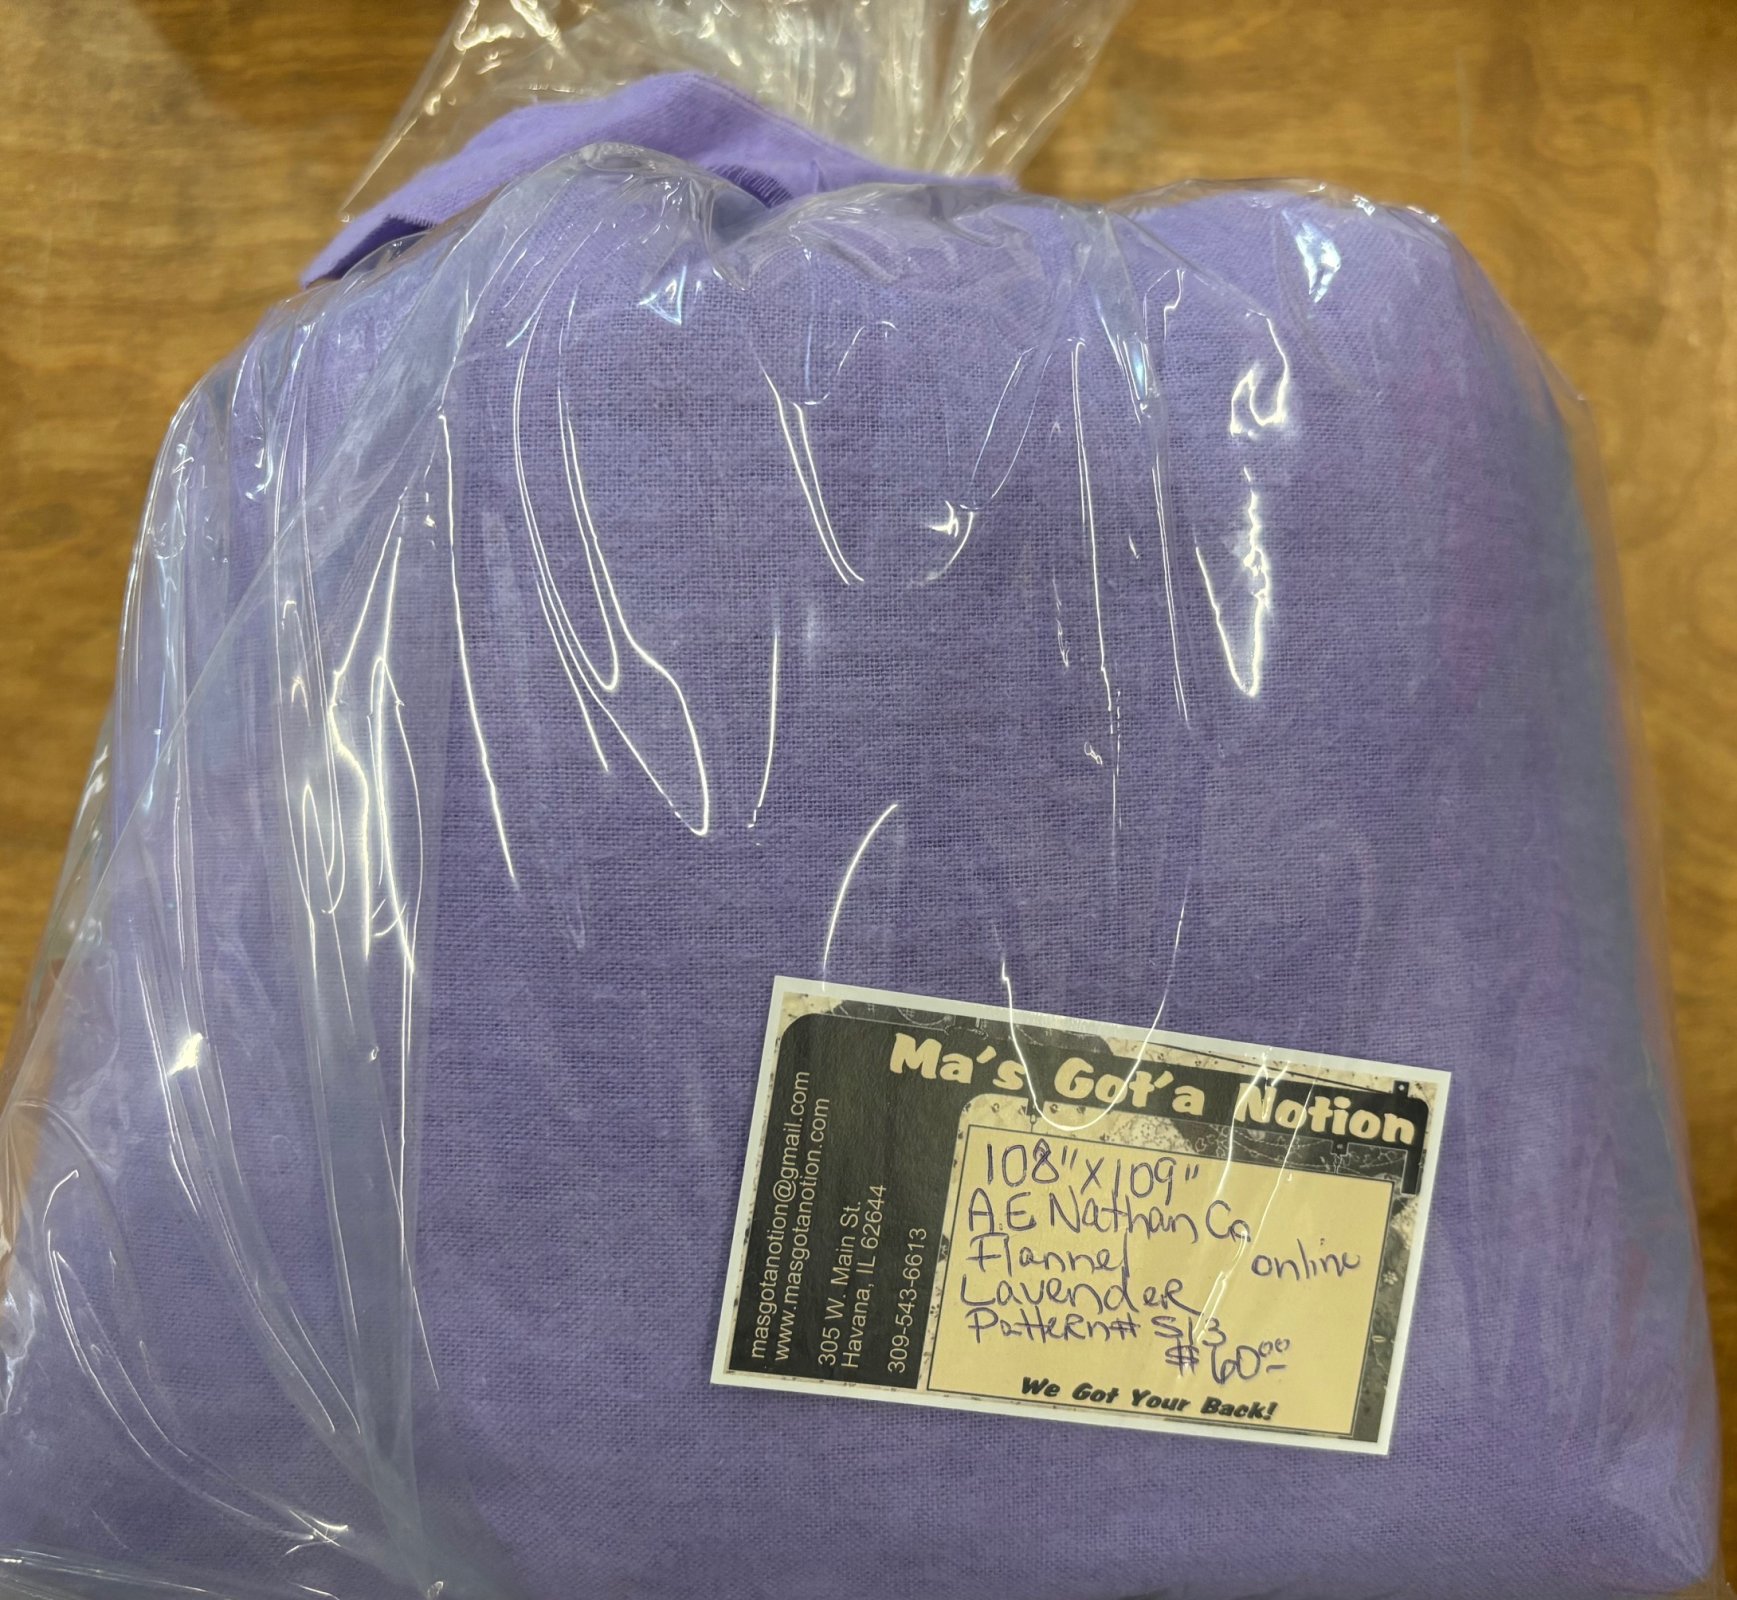 Ma's Got'a Notion
masgotanotion@gmail.com
www.masgotanotion.com
305 W. Main St.
Havana, IL 62644
309-543-6613
108" x 109"
A.E Nathan Co
Flannel
online
Lavender
Pattern# S13
$60.00
We Got Your Back!